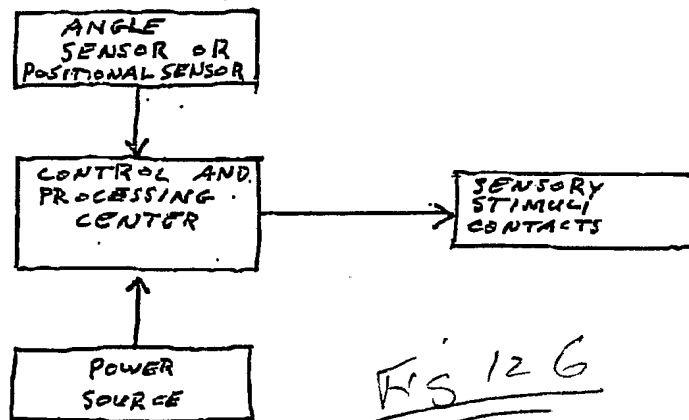 ANGLE
SENSOR OR
POSITIONAL SENSOR
CONTROL AND
PROCESSING
CENTER
SENSORY
STIMULI
CONTACTS
POWER
SOURCE
Fig 12 G